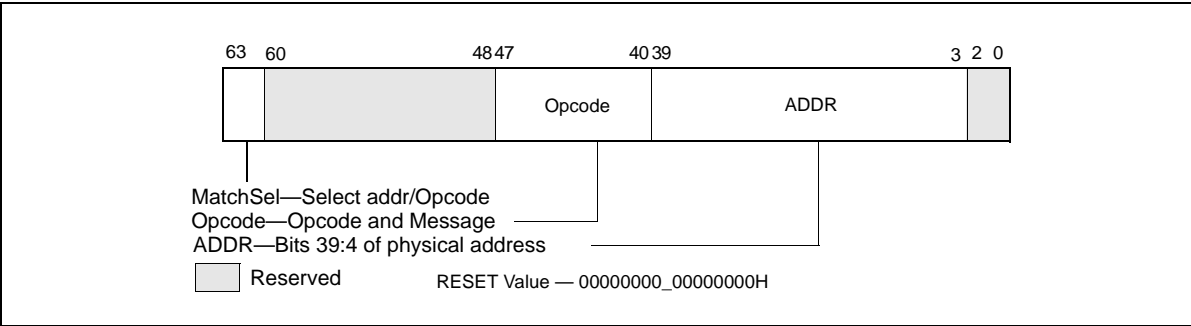 63 60 48 47 40 39 3 2 0
Opcode ADDR
MatchSel—Select addr/Opcode
Opcode—Opcode and Message
ADDR—Bits 39:4 of physical address
Reserved RESET Value — 00000000_00000000H